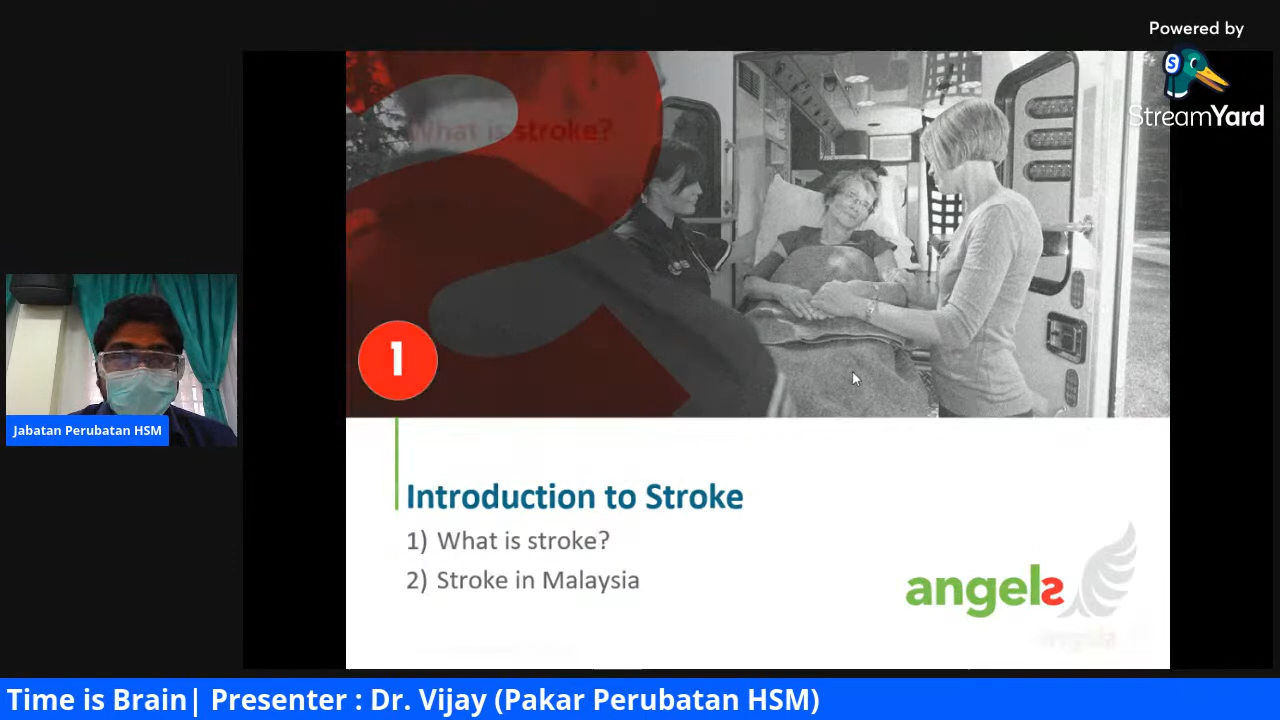 Powered by
StreamYard
What is stroke?
1
Jabatan Perubatan HSM
Introduction to Stroke
1) What is stroke?
2) Stroke in Malaysia
angels
Time is Brain| Presenter : Dr. Vijay (Pakar Perubatan HSM)